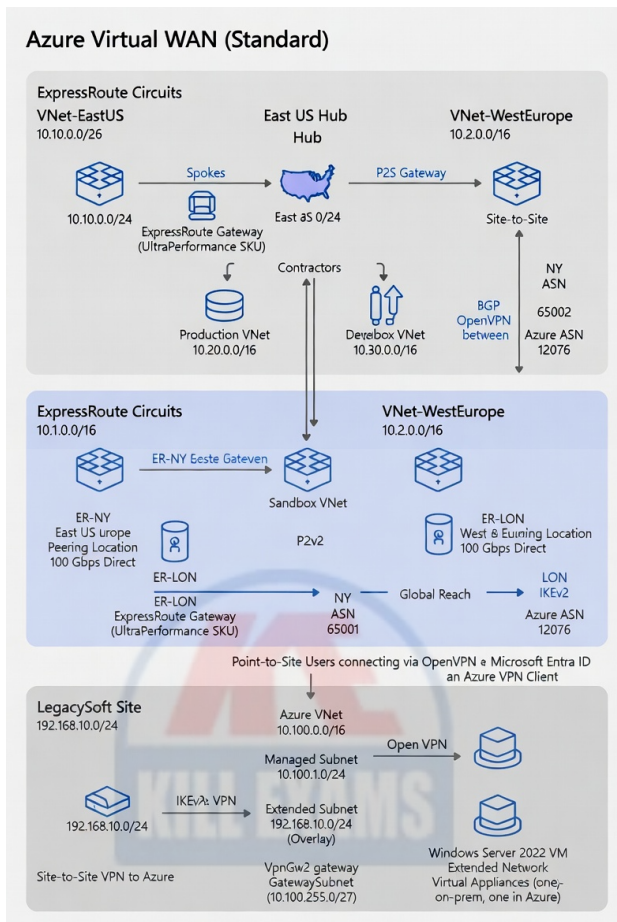 Azure Virtual WAN (Standard)
ExpressRoute Circuits
VNet-EastUS
10.10.0.0/26
East US Hub
Hub
VNet-WestEurope
10.2.0.0/16
Spokes
P2S Gateway
10.10.0.0/24
ExpressRoute Gateway
(UltraPerformance SKU)
East 0/24
Site-to-Site
Contractors
NY
ASN
65002
BGP
OpenVPN
between
Azure ASN
12076
Production VNet
10.20.0.0/16
VNet
10.30.0.0/16
ExpressRoute Circuits
10.1.0.0/16
VNet-WestEurope
10.2.0.0/16
ER-NY Eeste Gateven
Sandbox VNet
ER-NY
East US urope
Peering Location
100 Gbps Direct
P2v2
ER-LON
West & Location
100 Gbps Direct
ER-LON
ER-LON
ExpressRoute Gateway
(UltraPerformance SKU)
NY
ASN
65001
Global Reach
LON
IKEv2
Azure ASN
12076
Point-to-Site Users connecting via OpenVPN e Microsoft Entra ID
an Azure VPN Client
LegacySoft Site
192.168.10.0/24
Azure VNet
10.100.0.0/16
Managed Subnet
10.100.1.0/24
Open VPN
192.168.10.0/24
VPN
Extended Subnet
192.168.10.0/24
(Overlay)
Site-to-Site VPN to Azure
VpnGw2 gateway
GatewaySubnet
(10.100.255.0/27)
Windows Server 2022 VM
Extended Network
Virtual Appliances (one,-
on-prem, one in Azure)
KILL EXAMS